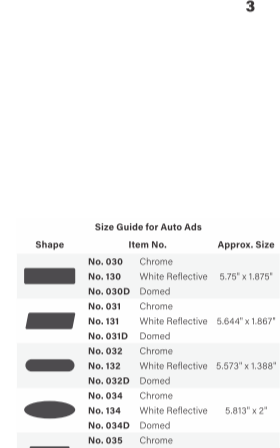 3
Size Guide for Auto Ads
Shape Item No. Approx. Size
No. 030 Chrome
No. 130 White Reflective 5.75" x 1.875"
No. 030D Domed
No. 031 Chrome
No. 131 White Reflective 5.644" x 1.867"
No. 031D Domed
No. 032 Chrome
No. 132 White Reflective 5.573" x 1.388"
No. 032D Domed
No. 034 Chrome
No. 134 White Reflective 5.813" x 2"
No. 034D Domed
No. 035 Chrome